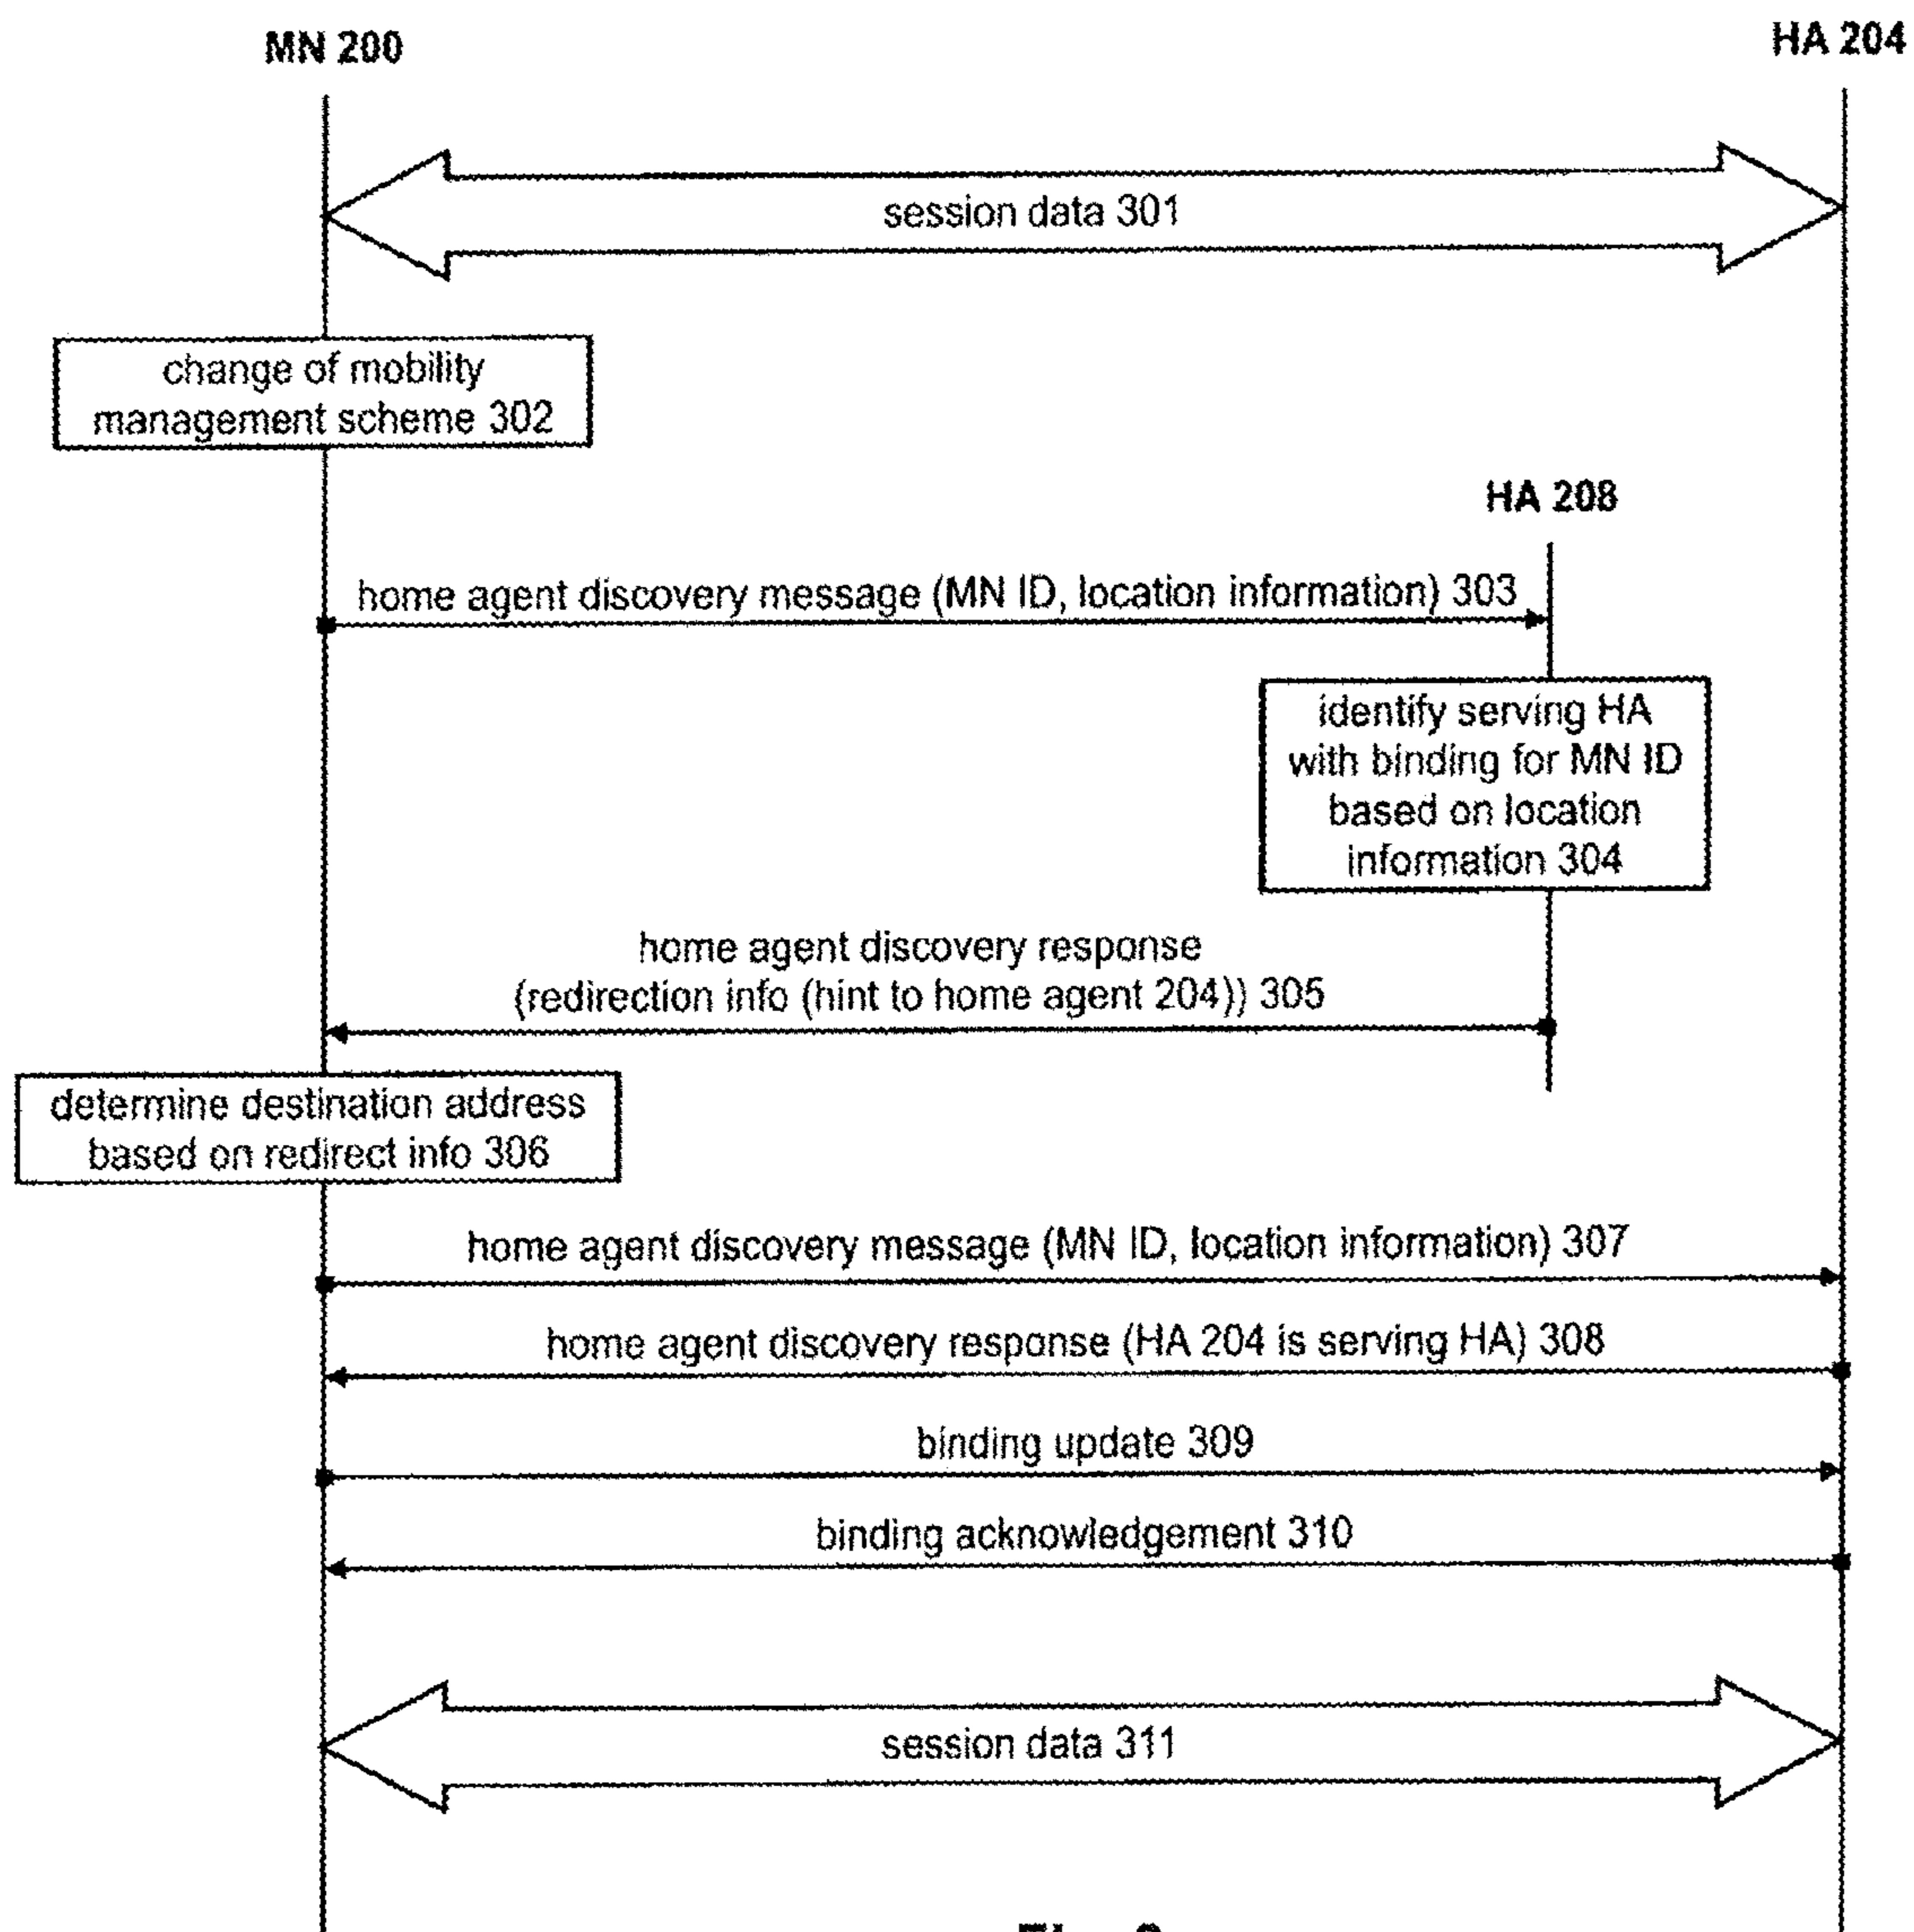 MN 200
HA 204
session data 301
change of mobility
management scheme 302
HA 208
home agent discovery message (MN ID, location information) 303
identify serving HA
with binding for MN ID
based on location
information 304
home agent discovery response
(redirection info (hint to home agent 204)) 305
determine destination address
based on redirect info 306
home agent discovery message (MN ID, location information) 307
home agent discovery response (HA 204 is serving HA) 308
binding update 309
binding acknowledgement 310
session data 311